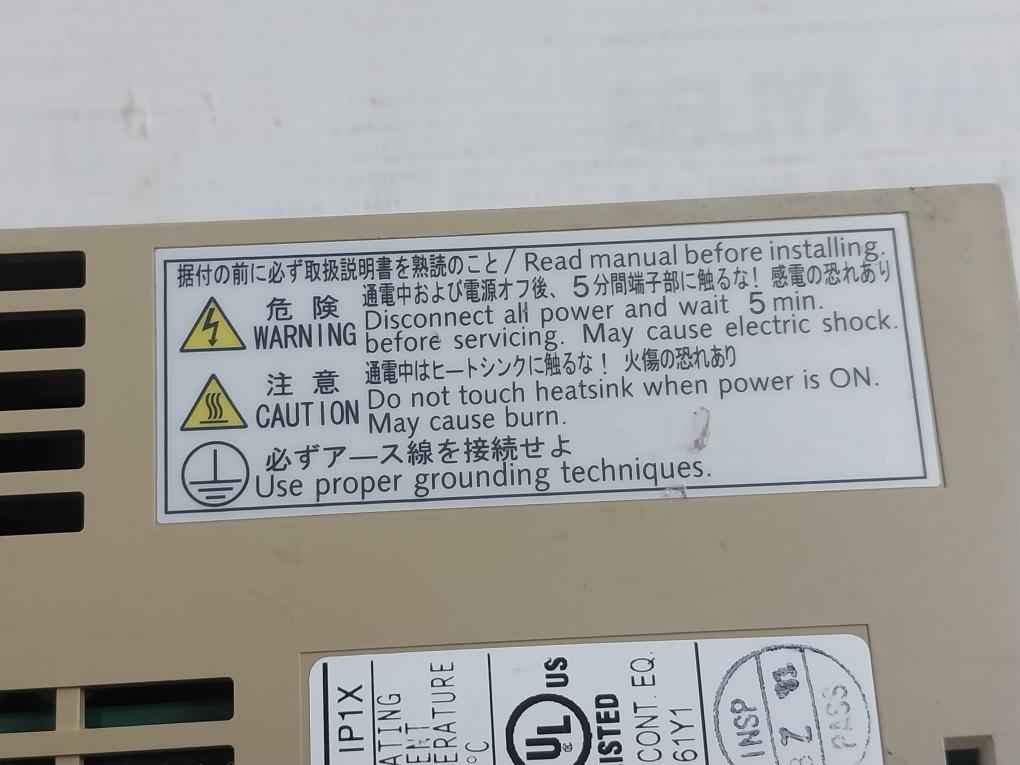 据付の前に必ず取扱説明書を熟読のこと/Read manual before installing.
危険
WARNING
通電中および電源オフ後、5分間端子部に触るな! 感電の恐れあり
Disconnect all power and wait 5 min.
before servicing. May cause electric shock.
注意
CAUTION
通電中はヒートシンクに触るな! 火傷の恐れあり
Do not touch heatsink when power is ON.
May cause burn.
必ずアース線を接続せよ
Use proper grounding techniques.
IP1X
ATING
ENT
ERATURE
°C
UL
US
ISTED
CONT. EQ.
61Y1
INSP
PASS